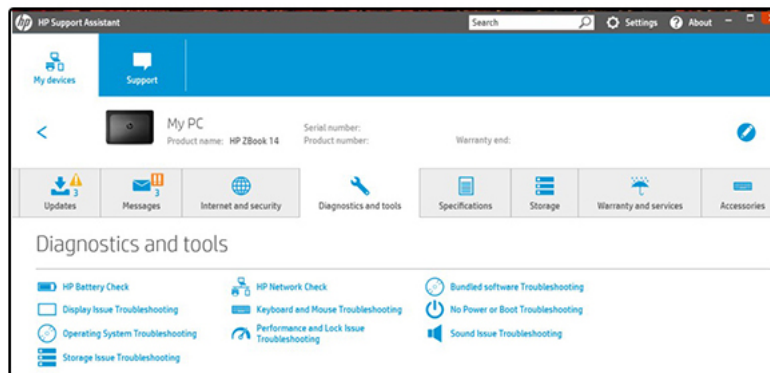 hp HP Support Assistant
Search
Settings
? About
My devices
Support
<
My PC
Product name: HP ZBook 14
Serial number:
Product number:
Warranty end:
3
Updates
3
Messages
Internet and security
Diagnostics and tools
Specifications
Storage
Warranty and services
Accessories
Diagnostics and tools
HP Battery Check
HP Network Check
Bundled software Troubleshooting
Display Issue Troubleshooting
Keyboard and Mouse Troubleshooting
No Power or Boot Troubleshooting
Operating System Troubleshooting
Performance and Lock Issue
Troubleshooting
Sound Issue Troubleshooting
Storage Issue Troubleshooting